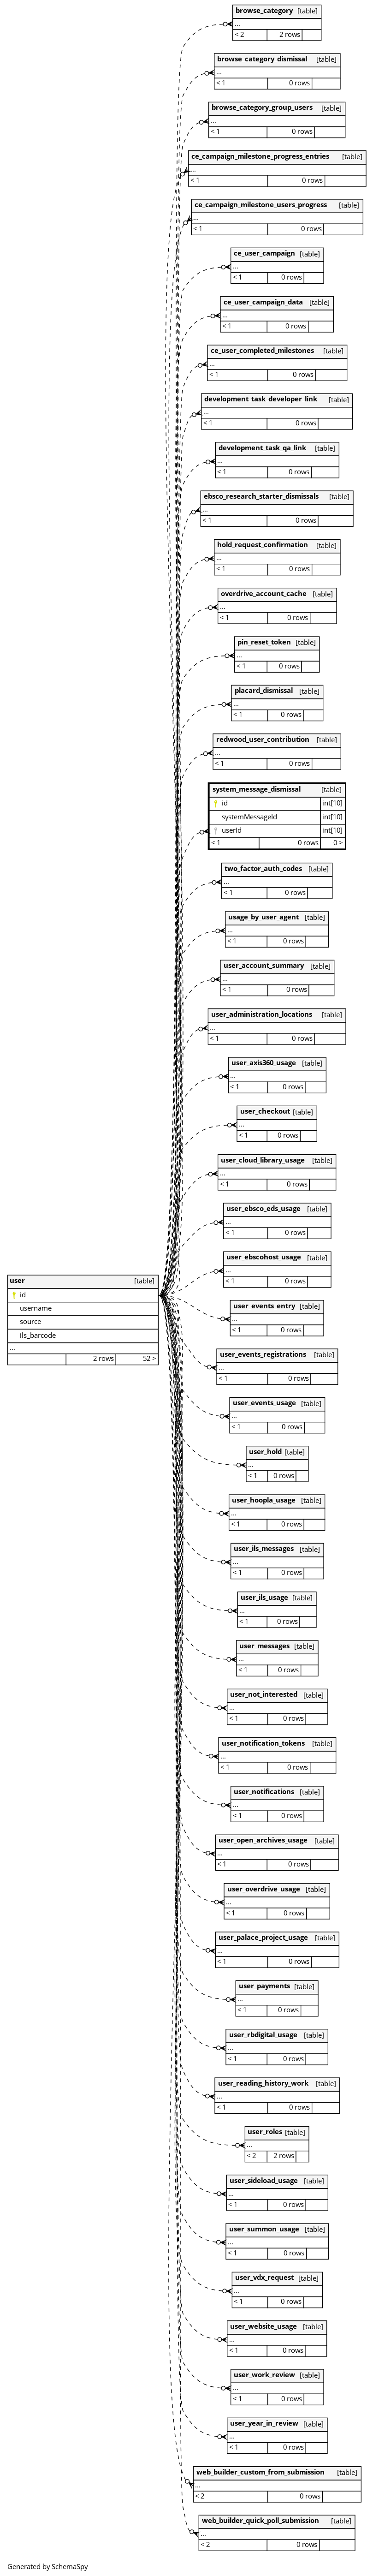 browse_category [table]
...
< 2 2 rows
browse_category_dismissal [table]
...
< 1 0 rows
browse_category_group_users [table]
...
< 1 0 rows
ce_campaign_milestone_progress_entries [table]
...
< 1 0 rows
ce_campaign_milestone_users_progress [table]
...
< 1 0 rows
ce_user_campaign [table]
...
< 1 0 rows
ce_user_campaign_data [table]
...
< 1 0 rows
ce_user_completed_milestones [table]
...
< 1 0 rows
development_task_developer_link [table]
...
< 1 0 rows
development_task_qa_link [table]
...
< 1 0 rows
ebsco_research_starter_dismissals [table]
...
< 1 0 rows
hold_request_confirmation [table]
...
< 1 0 rows
overdrive_account_cache [table]
...
< 1 0 rows
pin_reset_token [table]
...
< 1 0 rows
placard_dismissal [table]
...
< 1 0 rows
redwood_user_contribution [table]
...
< 1 0 rows
system_message_dismissal [table]
id int[10]
systemMessageId int[10]
userId int[10]
< 1 0 rows 0 >
two_factor_auth_codes [table]
...
< 1 0 rows
usage_by_user_agent [table]
...
< 1 0 rows
user_account_summary [table]
...
< 1 0 rows
user_administration_locations [table]
...
< 1 0 rows
user_axis360_usage [table]
...
< 1 0 rows
user_checkout [table]
...
< 1 0 rows
user_cloud_library_usage [table]
...
< 1 0 rows
user_ebsco_eds_usage [table]
...
< 1 0 rows
user_ebscohost_usage [table]
...
< 1 0 rows
user [table]
id
username
source
ils_barcode
...
2 rows 52 >
user_events_entry [table]
...
< 1 0 rows
user_events_registrations [table]
...
< 1 0 rows
user_events_usage [table]
...
< 1 0 rows
user_hold [table]
...
< 1 0 rows
user_hoopla_usage [table]
...
< 1 0 rows
user_ils_messages [table]
...
< 1 0 rows
user_ils_usage [table]
...
< 1 0 rows
user_messages [table]
...
< 1 0 rows
user_not_interested [table]
...
< 1 0 rows
user_notification_tokens [table]
...
< 1 0 rows
user_notifications [table]
...
< 1 0 rows
user_open_archives_usage [table]
...
< 1 0 rows
user_overdrive_usage [table]
...
< 1 0 rows
user_palace_project_usage [table]
...
< 1 0 rows
user_payments [table]
...
< 1 0 rows
user_rbdigital_usage [table]
...
< 1 0 rows
user_reading_history_work [table]
...
< 1 0 rows
user_roles [table]
...
< 2 2 rows
user_sideload_usage [table]
...
< 1 0 rows
user_summon_usage [table]
...
< 1 0 rows
user_vdx_request [table]
...
< 1 0 rows
user_website_usage [table]
...
< 1 0 rows
user_work_review [table]
...
< 1 0 rows
user_year_in_review [table]
...
< 1 0 rows
web_builder_custom_from_submission [table]
...
< 2 0 rows
web_builder_quick_poll_submission [table]
...
< 2 0 rows
Generated by SchemaSpy